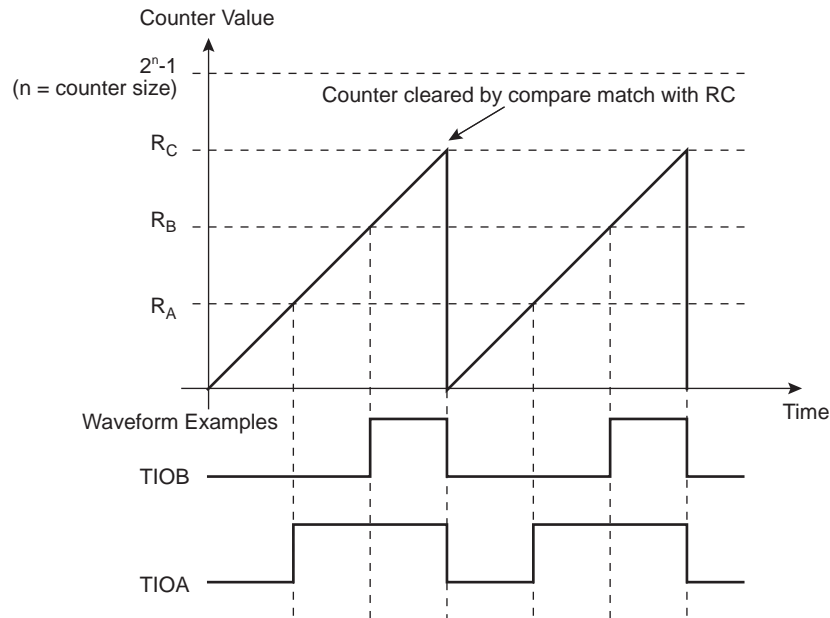 Counter Value
2ⁿ-1
(n = counter size)
Counter cleared by compare match with RC
R_C
R_B
R_A
Time
Waveform Examples
TIOB
TIOA